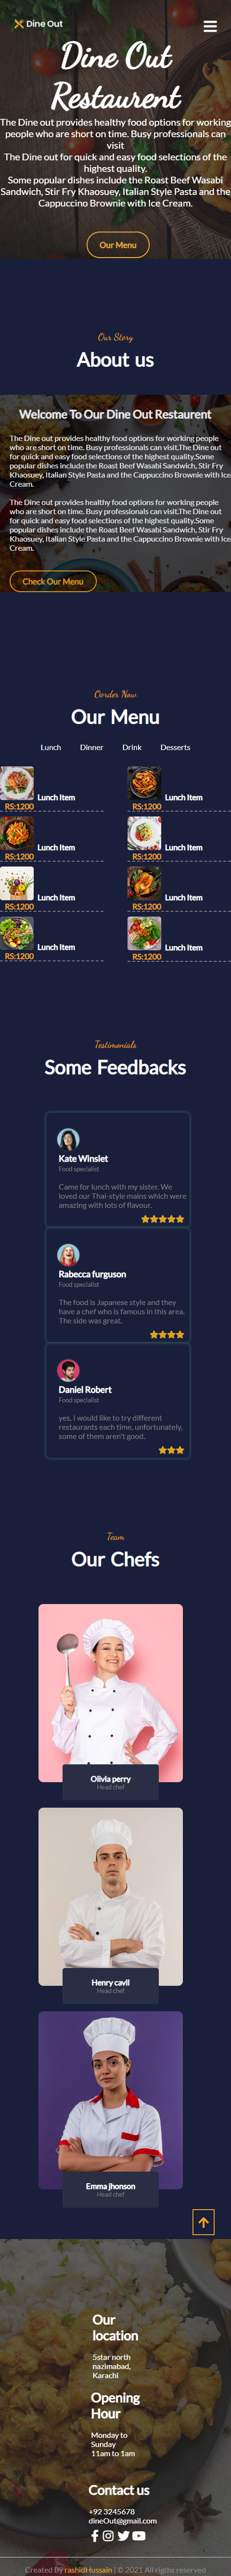 Dine Out
Dine Out
Restaurent
The Dine out provides healthy food options for working
people who are short on time. Busy professionals can
visit
The Dine out for quick and easy food selections of the
highest quality.
Some popular dishes include the Roast Beef Wasabi
Sandwich, Stir Fry Khaosuey, Italian Style Pasta and the
Cappuccino Brownie with Ice Cream.
Our Menu
Our Story
About us
Welcome To Our Dine Out Restaurent
The Dine out provides healthy food options for working people
who are short on time. Busy professionals can visit.The Dine out
for quick and easy food selections of the highest quality.Some
popular dishes include the Roast Beef Wasabi Sandwich, Stir Fry
Khaosuey, Italian Style Pasta and the Cappuccino Brownie with Ice
Cream.
The Dine out provides healthy food options for working people
who are short on time. Busy professionals can visit.The Dine out
for quick and easy food selections of the highest quality.Some
popular dishes include the Roast Beef Wasabi Sandwich, Stir Fry
Khaosuey, Italian Style Pasta and the Cappuccino Brownie with Ice
Cream.
Check Our Menu
Oorder Now
Our Menu
Lunch Dinner Drink Desserts
Lunch Item Lunch Item
RS:1200 RS:1200
Lunch Item Lunch Item
RS:1200 RS:1200
Lunch Item Lunch Item
RS:1200 RS:1200
Lunch Item Lunch Item
RS:1200 RS:1200
Testimonials
Some Feedbacks
Kate Winslet
Food specialist
Came for lunch with my sister. We
loved our Thai-style mains which were
amazing with lots of flavour.
Rabecca furguson
Food specialist
The food is Japanese style and they
have a chef who is famous in this area.
The side was great.
Daniel Robert
Food specialist
yes, I would like to try different
restaurants each time. unfortunately,
some of them aren't good.
Team
Our Chefs
Olivia perry
Head chef
Henry cavil
Head chef
Emma jhonson
Head chef
Our
location
5star north
nazimabad,
Karachi
Opening
Hour
Monday to
Sunday
11am to 1am
Contact us
+92 3245678
dineOut@gmail.com
Created By rashidHussain | © 2021 All rigths reserved